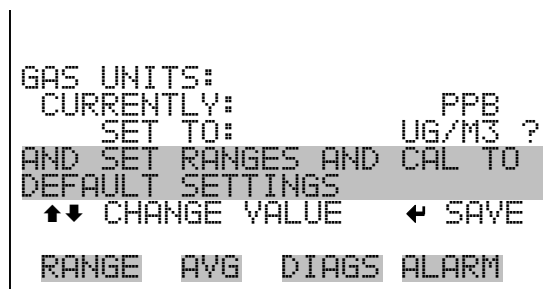 GAS UNITS:
CURRENTLY: PPB
SET TO: UG/M3 ?
AND SET RANGES AND CAL TO
DEFAULT SETTINGS
⬆⬇ CHANGE VALUE ↵ SAVE
RANGE AVG DIAGS ALARM